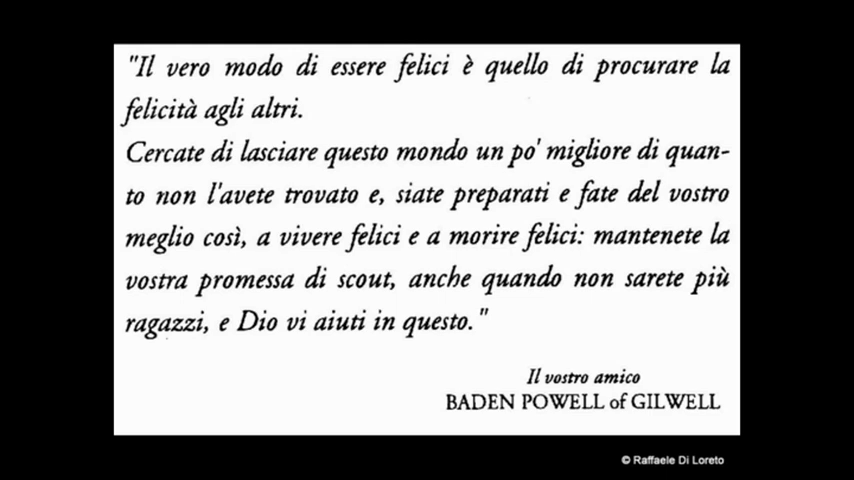 "Il vero modo di essere felici è quello di procurare la
felicità agli altri.
Cercate di lasciare questo mondo un po' migliore di quan-
to non l'avete trovato e, siate preparati e fate del vostro
meglio così, a vivere felici e a morire felici: mantenete la
vostra promessa di scout, anche quando non sarete più
ragazzi, e Dio vi aiuti in questo."
Il vostro amico
BADEN POWELL of GILWELL
© Raffaele Di Loreto